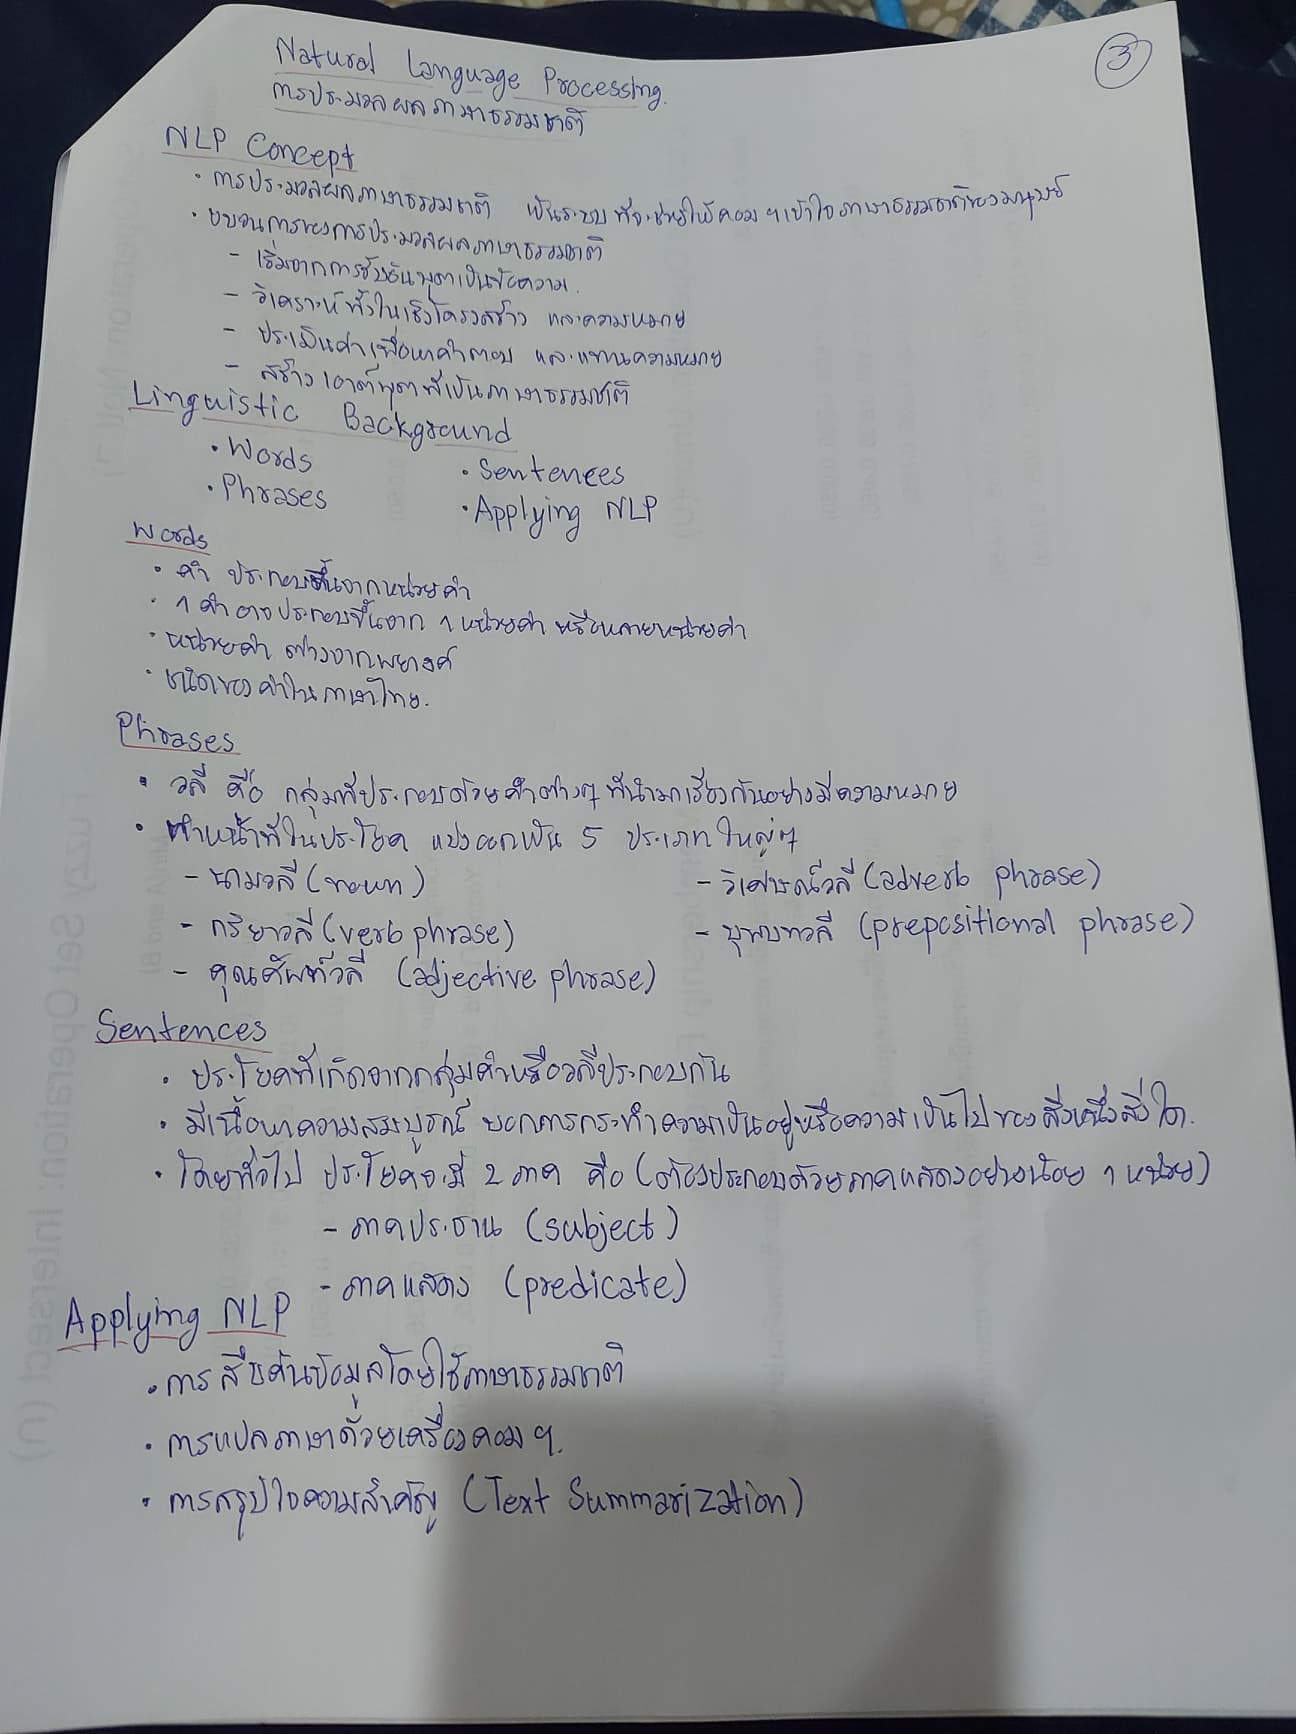 3
Natural Language Processing.
การประมวลผลภาษาธรรมชาติ
NLP Concept
• การประมวลผลภาษาธรรมชาติ เป็นระบบที่จะช่วยให้คอมฯเข้าใจภาษาธรรมชาติของมนุษย์
• ขบวนการของการประมวลผลภาษาธรรมชาติ
- เริ่มจากการรับอินพุตเป็นข้อความ.
- วิเคราะห์ทั้งในเชิงโครงสร้าง และความหมาย
- ประเมินค่าเพื่อหาคำตอบ และแทนความหมาย
- สร้างเอาต์พุตที่เป็นภาษาธรรมชาติ
Linguistic Background
• Words • Sentences
• Phrases • Applying NLP
Words
• คำ ประกอบขึ้นจากหน่วยคำ
• 1 คำอาจประกอบขึ้นจาก 1 หน่วยคำ หรือหลายหน่วยคำ
• หน่วยคำ ต่างจากพยางค์
• ชนิดของคำในภาษาไทย.
Phrases
• วลี คือ กลุ่มที่ประกอบด้วยคำต่างๆ ที่นำมาเรียงกันอย่างมีความหมาย
• ทำหน้าที่ในประโยค แบ่งออกเป็น 5 ประเภทใหญ่ๆ
- นามวลี (noun) - วิเศษณ์วลี (adverb phrase)
- กริยาวลี (verb phrase) - บุพบทวลี (prepositional phrase)
- คุณศัพท์วลี (adjective phrase)
Sentences
• ประโยคที่เกิดจากกลุ่มคำหรือวลีประกอบกัน
• มีเนื้อหาความสมบูรณ์ บอกการกระทำความเป็นอยู่หรือความเป็นไปของสิ่งหนึ่งสิ่งใด.
• โดยทั่วไป ประโยคจะมี 2 ภาค คือ (ต้องประกอบด้วยภาคแสดงอย่างน้อย 1 หน่วย)
- ภาคประธาน (subject)
- ภาคแสดง (predicate)
Applying NLP
• การสืบค้นข้อมูลโดยใช้ภาษาธรรมชาติ
• การแปลภาษาด้วยเครื่องคอมฯ.
• การสรุปใจความสำคัญ (Text Summarization)